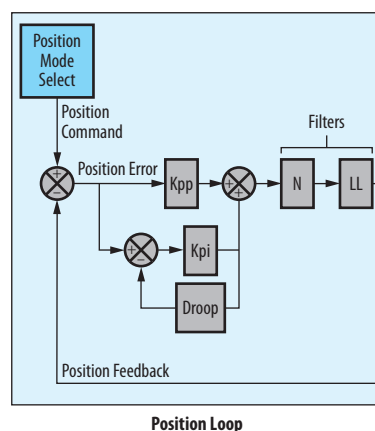 Position
Mode
Select
Position
Command
Filters
+
−
Position Error
Kpp
+
+
N
LL
+
−
Kpi
Droop
Position Feedback
Position Loop